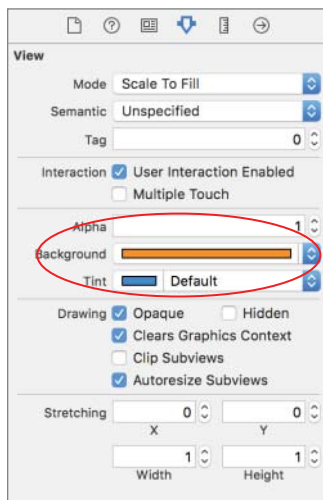 View
Mode Scale To Fill
Semantic Unspecified
Tag 0
Interaction User Interaction Enabled
Multiple Touch
Alpha 1
Background
Tint Default
Drawing Opaque Hidden
Clears Graphics Context
Clip Subviews
Autoresize Subviews
Stretching 0 0
X Y
1 1
Width Height